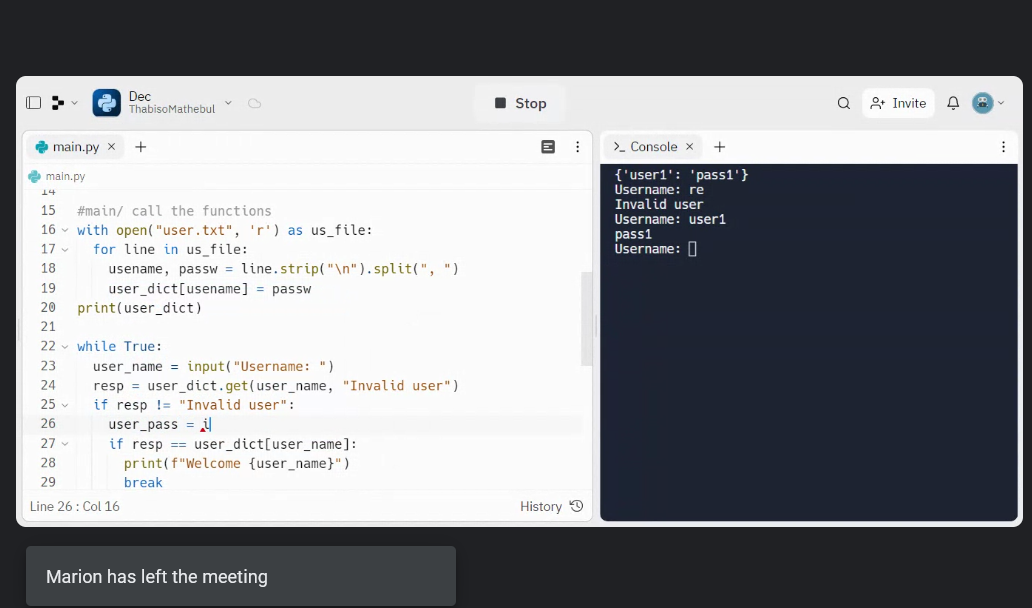 Dec
ThabisoMathebul
Stop
Invite
main.py
main.py
14
15 #main/ call the functions
16 with open("user.txt", 'r') as us_file:
17 for line in us_file:
18 usename, passw = line.strip("\n").split(", ")
19 user_dict[usename] = passw
20 print(user_dict)
21
22 while True:
23 user_name = input("Username: ")
24 resp = user_dict.get(user_name, "Invalid user")
25 if resp != "Invalid user":
26 user_pass = i
27 if resp == user_dict[user_name]:
28 print(f"Welcome {user_name}")
29 break
Line 26 : Col 16
History
Console
{'user1': 'pass1'}
Username: re
Invalid user
Username: user1
pass1
Username:
Marion has left the meeting